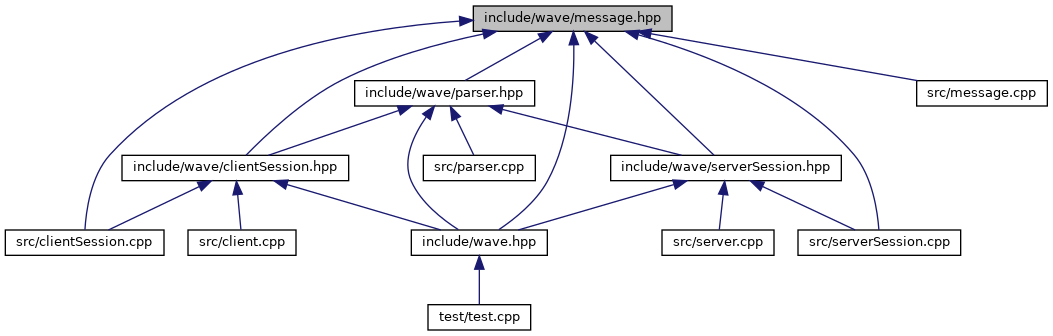 include/wave/message.hpp
include/wave/parser.hpp
src/message.cpp
include/wave/clientSession.hpp
src/parser.cpp
include/wave/serverSession.hpp
src/clientSession.cpp
src/client.cpp
include/wave.hpp
src/server.cpp
src/serverSession.cpp
test/test.cpp